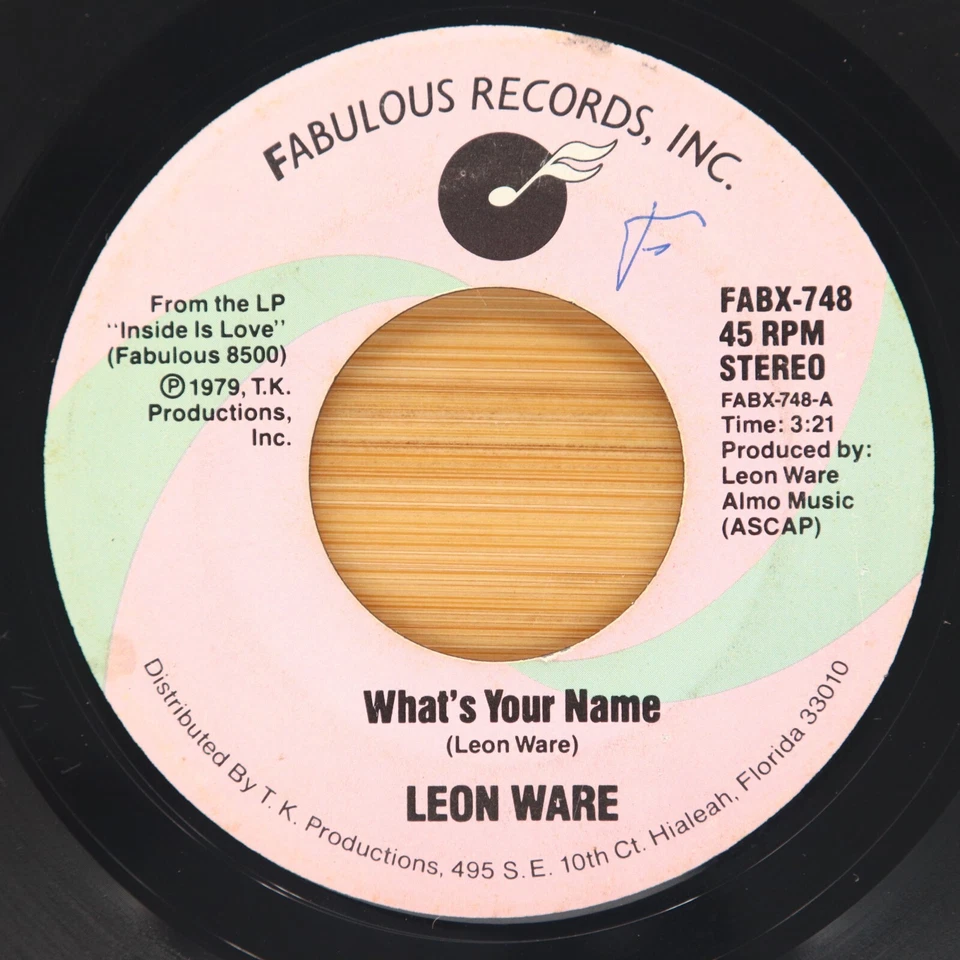 FABULOUS RECORDS, INC.
From the LP
"Inside Is Love"
(Fabulous 8500)
℗ 1979, T.K.
Productions,
Inc.
FABX-748
45 RPM
STEREO
FABX-748-A
Time: 3:21
Produced by:
Leon Ware
Almo Music
(ASCAP)
What's Your Name
(Leon Ware)
LEON WARE
Distributed By T. K. Productions, 495 S.E. 10th Ct. Hialeah, Florida 33010